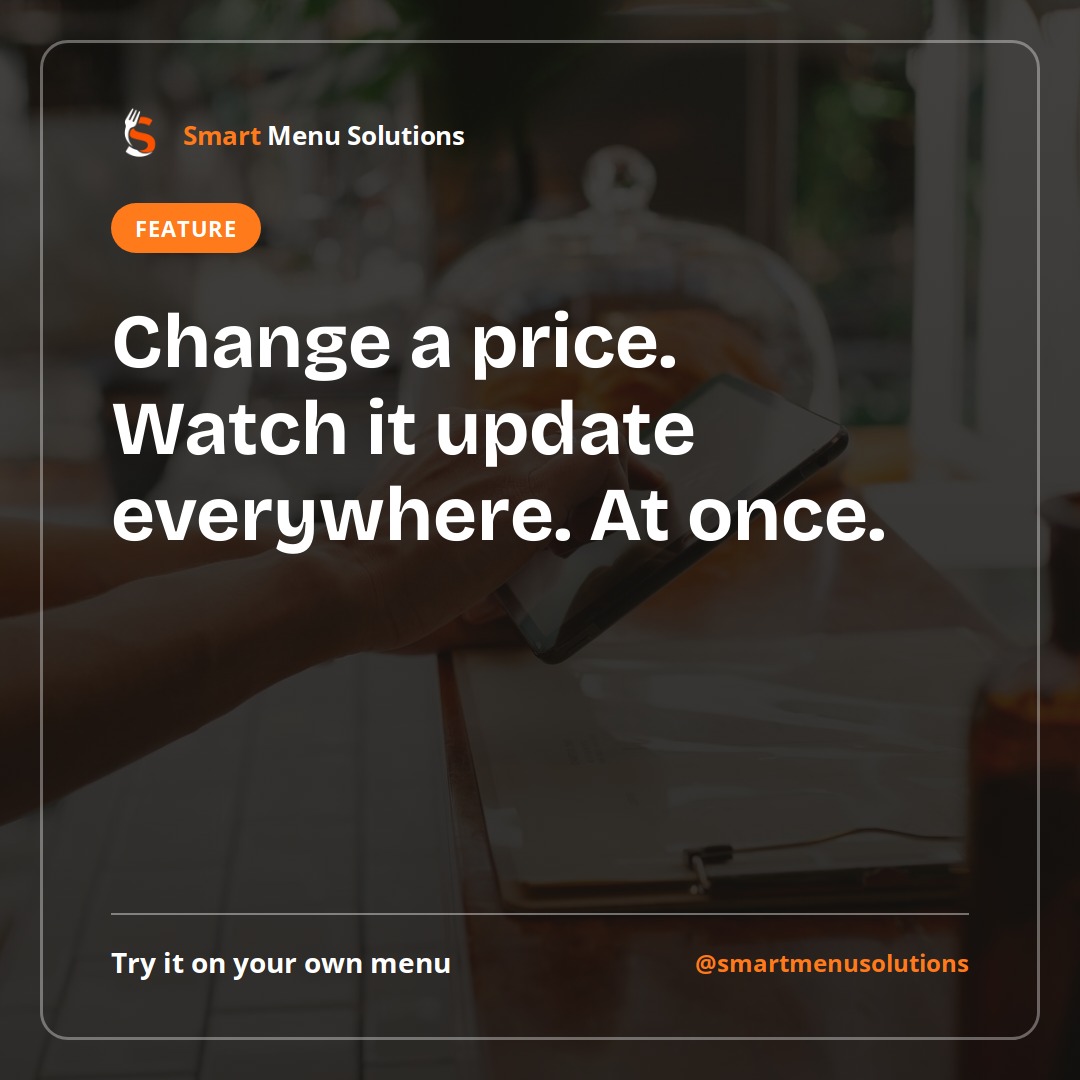 Smart Menu Solutions
FEATURE
Change a price.
Watch it update
everywhere. At once.
Try it on your own menu
@smartmenusolutions